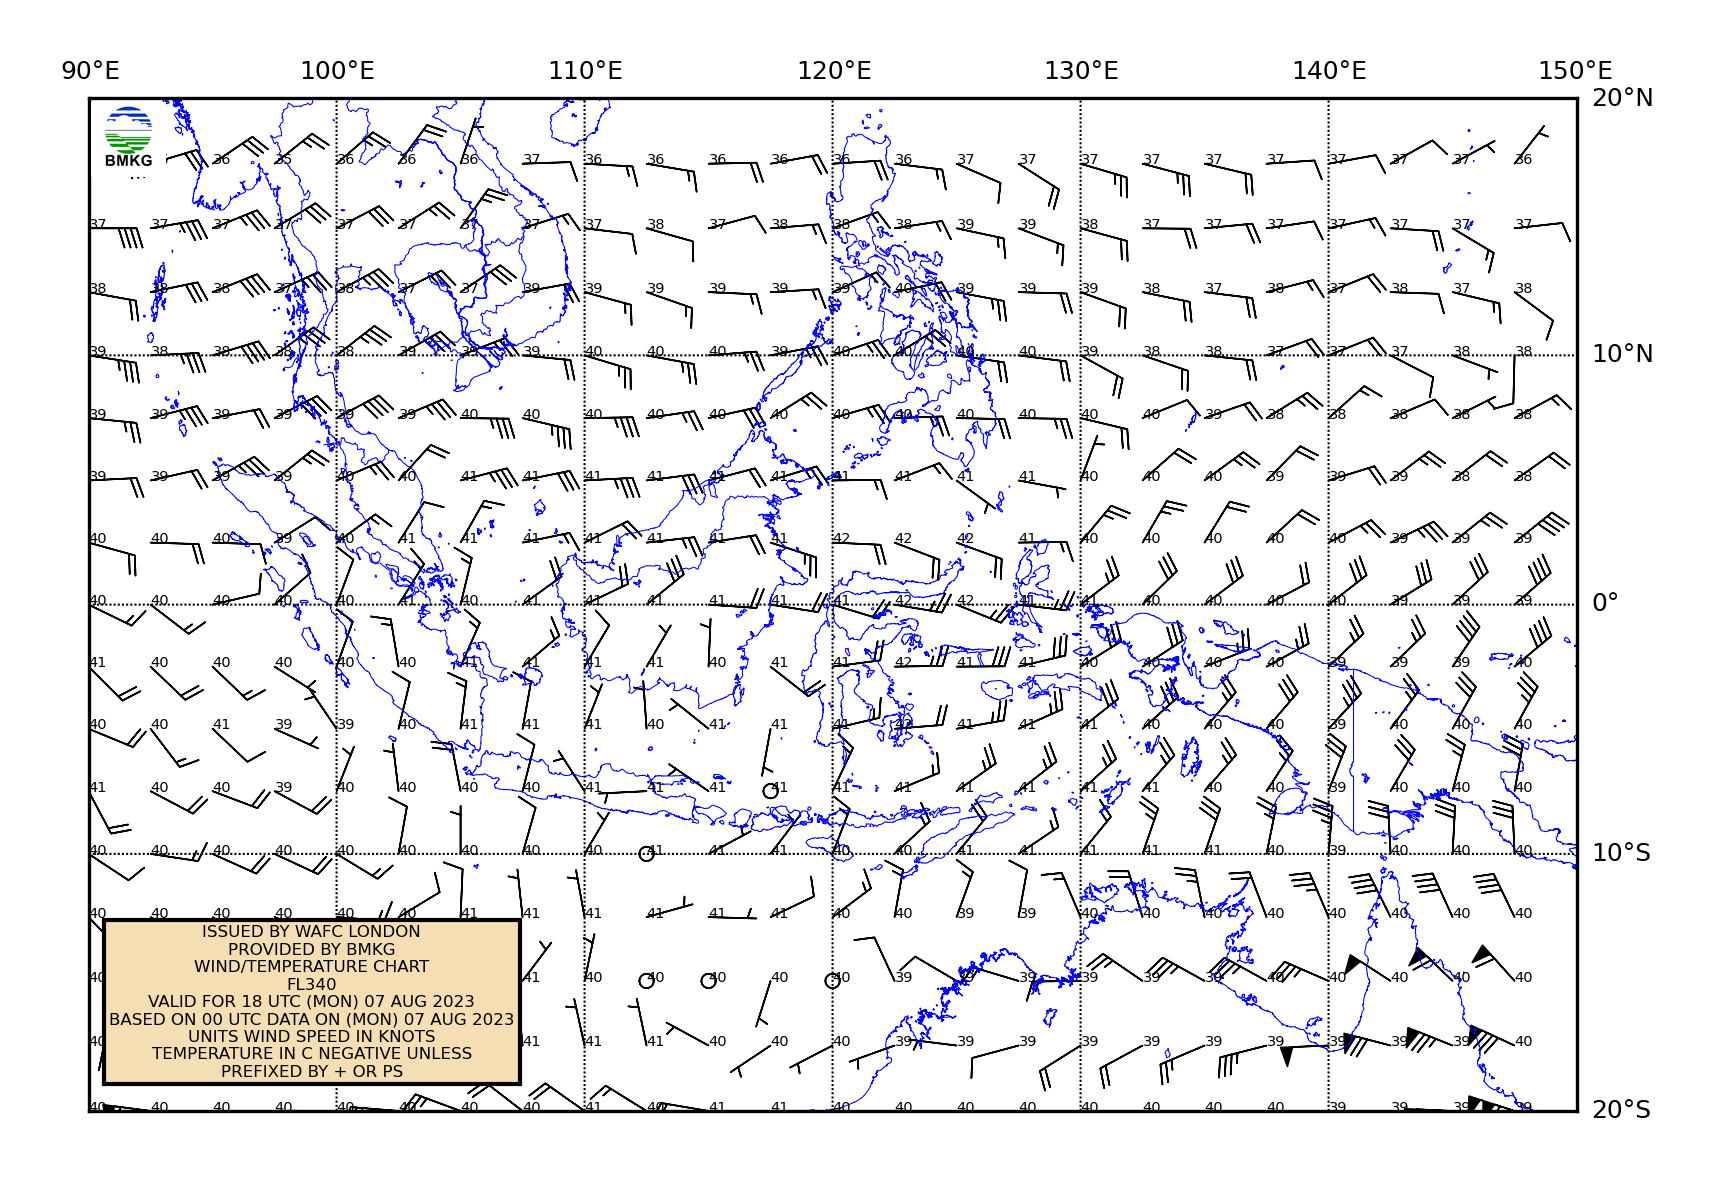 90°E 100°E 110°E 120°E 130°E 140°E 150°E
20°N
BMKG
36 35 36 36 36 37 36 36 36 36 36 36 37 37 37 37 37 37 37 37 37 36
37 37 37 37 37 37 37 37 37 38 37 38 38 38 39 39 38 37 37 37 37 37 37 37
38 38 38 37 38 37 37 39 39 39 39 39 39 40 39 39 39 38 37 38 37 38 37 38
39 38 38 38 38 39 39 39 40 40 40 39 40 40 40 40 39 38 38 37 37 37 38 38
10°N
39 39 39 39 39 39 40 40 40 40 40 40 40 40 40 40 40 40 39 38 38 38 38 38
39 39 39 39 40 40 41 41 41 41 41 41 41 41 41 41 40 40 40 39 39 39 38 38
40 40 40 39 40 41 41 41 41 41 41 41 42 42 42 41 40 40 40 40 40 39 39 39
40 40 40 40 40 41 40 41 41 41 41 41 41 42 42 41 41 40 40 40 40 39 39 39
0°
41 40 40 40 40 40 41 41 41 41 40 41 41 42 41 41 40 40 40 40 39 39 39 40
40 40 41 39 39 40 41 41 41 40 41 41 41 42 41 41 41 40 40 40 39 40 40 40
41 40 40 39 40 40 40 40 41 41 41 41 41 41 41 41 41 41 40 40 39 40 40 40
40 40 40 40 40 40 40 40 40 41 41 41 40 40 41 41 41 41 41 40 39 40 40 40
10°S
40 40 40 40 40 40 41 41 41 41 41 41 40 40 39 39 40 40 40 40 40 40 40 40
40 41 40 40 40 40 40 39 39 39 39 39 39 40 40 40 40 40
40 41 41 41 40 40 40 39 39 39 39 39 39 39 39 39 39 40
40 40 40 40 40 40 40 40 41 40 41 41 40 40 40 40 40 40 40 40 39 39 39 39
20°S
ISSUED BY WAFC LONDON
PROVIDED BY BMKG
WIND/TEMPERATURE CHART
FL340
VALID FOR 18 UTC (MON) 07 AUG 2023
BASED ON 00 UTC DATA ON (MON) 07 AUG 2023
UNITS WIND SPEED IN KNOTS
TEMPERATURE IN C NEGATIVE UNLESS
PREFIXED BY + OR PS